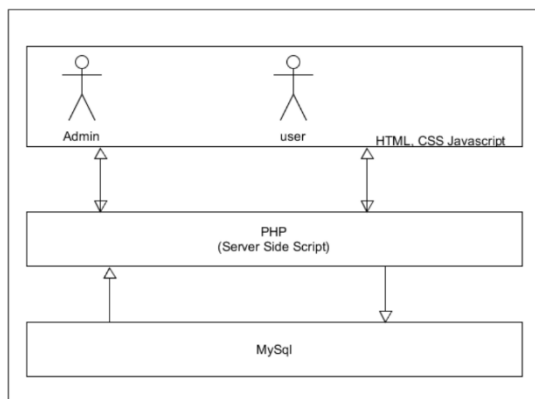 Admin
user
HTML, CSS Javascript
PHP
(Server Side Script)
MySql